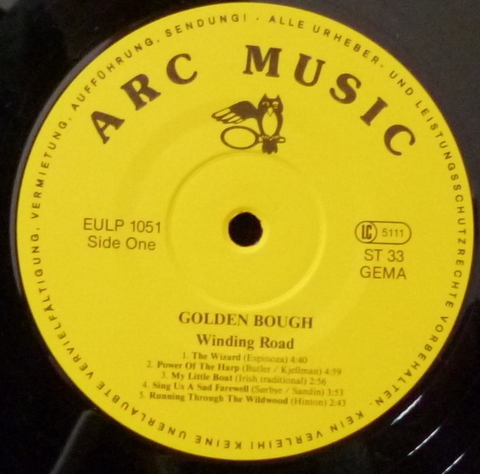 ALLE URHEBER- UND LEISTUNGSSCHUTZRECHTE VORBEHALTEN. KEIN VERLEIH! KEINE UNERLAUBTE VERVIELFÄLTIGUNG, VERMIETUNG, AUFFÜHRUNG, SENDUNG! -
ARC MUSIC
EULP 1051
Side One
LC 5111
ST 33
GEMA
GOLDEN BOUGH
Winding Road
1. The Wizard (Espinoza) 4:40
2. Power Of The Harp (Butler / Kjellman) 4:59
3. My Little Boat (Irish traditional) 2:56
4. Sing Us A Sad Farewell (Sørbye / Sandin) 3:53
5. Running Through The Wildwood (Hinton) 2:43